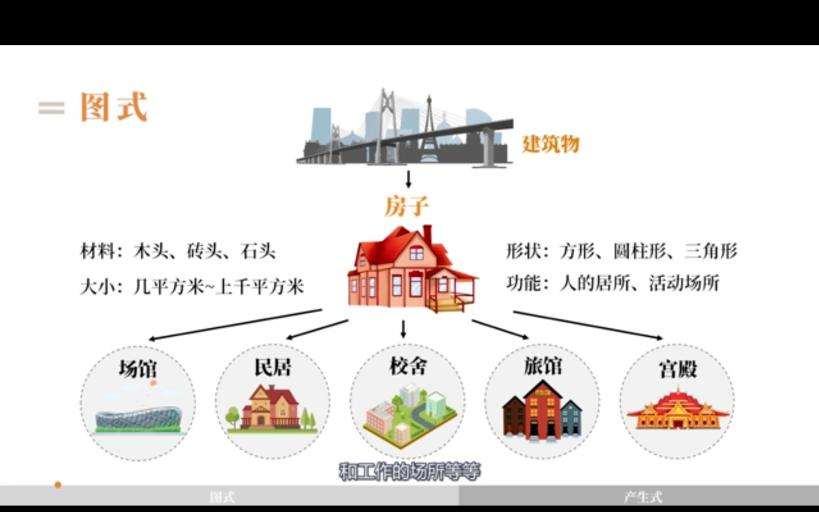 图式
建筑物
房子
材料：木头、砖头、石头
大小：几平方米~上千平方米
形状：方形、圆柱形、三角形
功能：人的居所、活动场所
场馆
民居
校舍
旅馆
宫殿
和工作的场所等等
图式
产生式